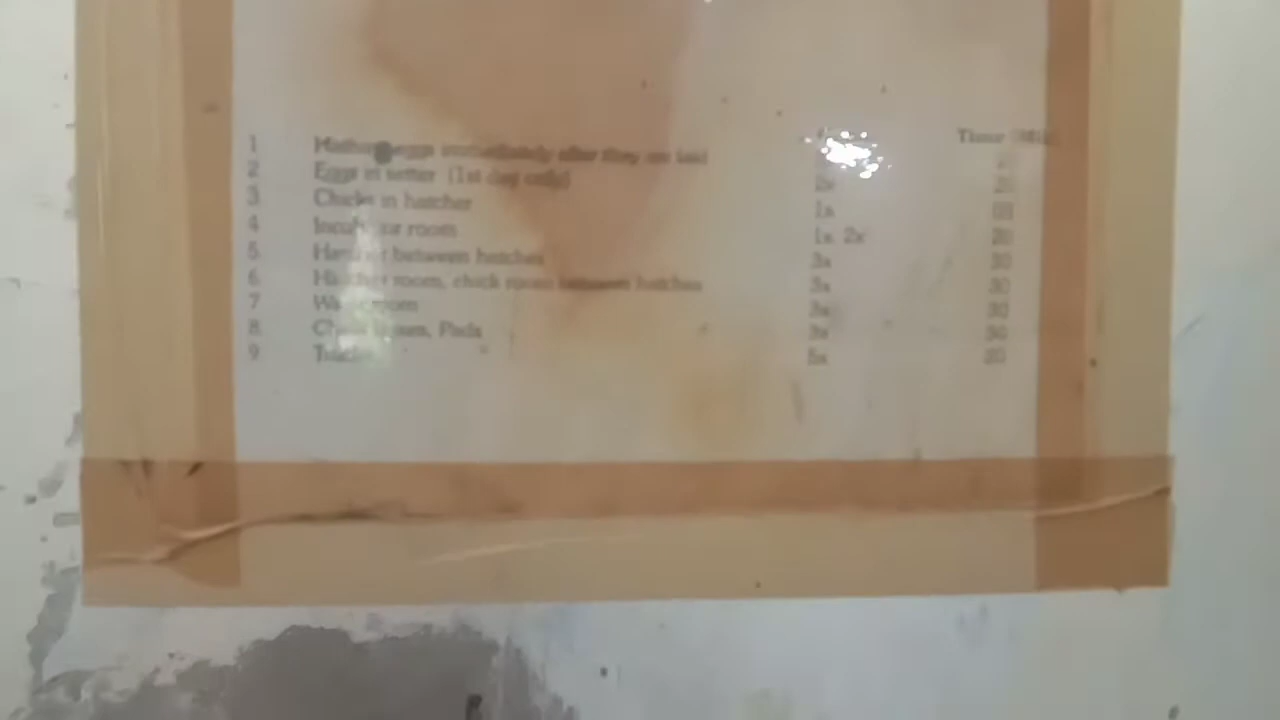 Time (Min)
1 Hatching eggs immediately after they are laid
2 Eggs in setter (1st day only) 2x 20
3 Chicks in hatcher 1x
4 Incubator room 1x 2x 20
5 Hatcher between hatches 3x 30
6 Hatcher room, chick room between hatches 3x 30
7 Wash room 3x 30
8 Chick boxes, Pads 3x 30
9 Trucks 5x 20